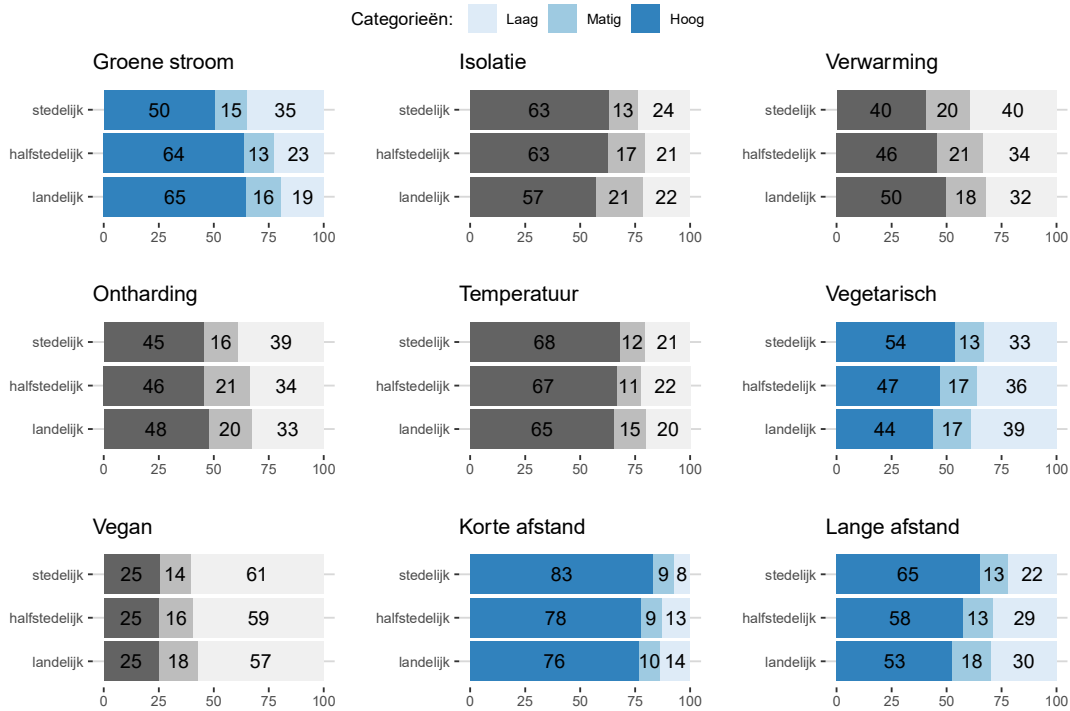 Categorieën: Laag Matig Hoog
Groene stroom Isolatie Verwarming
stedelijk 50 15 35 stedelijk 63 13 24 stedelijk 40 20 40
halfstedelijk 64 13 23 halfstedelijk 63 17 21 halfstedelijk 46 21 34
landelijk 65 16 19 landelijk 57 21 22 landelijk 50 18 32
0 25 50 75 100 0 25 50 75 100 0 25 50 75 100
Ontharding Temperatuur Vegetarisch
stedelijk 45 16 39 stedelijk 68 12 21 stedelijk 54 13 33
halfstedelijk 46 21 34 halfstedelijk 67 11 22 halfstedelijk 47 17 36
landelijk 48 20 33 landelijk 65 15 20 landelijk 44 17 39
0 25 50 75 100 0 25 50 75 100 0 25 50 75 100
Vegan Korte afstand Lange afstand
stedelijk 25 14 61 stedelijk 83 9 8 stedelijk 65 13 22
halfstedelijk 25 16 59 halfstedelijk 78 9 13 halfstedelijk 58 13 29
landelijk 25 18 57 landelijk 76 10 14 landelijk 53 18 30
0 25 50 75 100 0 25 50 75 100 0 25 50 75 100